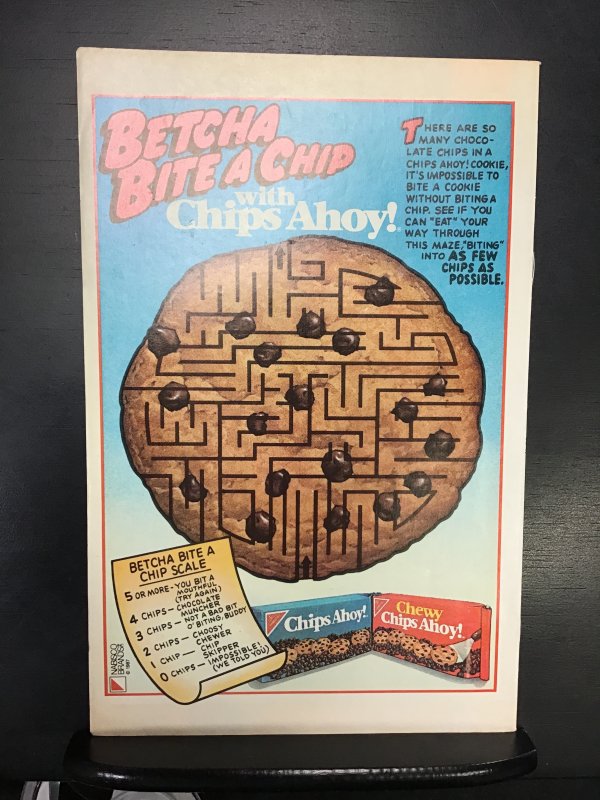 BETCHA
BITE A CHIP
with
Chips Ahoy!®
THERE ARE SO
MANY CHOCO-
LATE CHIPS IN A
CHIPS AHOY! COOKIE,
IT'S IMPOSSIBLE TO
BITE A COOKIE
WITHOUT BITING A
CHIP. SEE IF YOU
CAN "EAT" YOUR
WAY THROUGH
THIS MAZE, "BITING"
INTO AS FEW
CHIPS AS
POSSIBLE.
BETCHA BITE A
CHIP SCALE
5 OR MORE - YOU BIT A
MOUTHFUL
(TRY AGAIN)
4 CHIPS - CHOCOLATE
MUNCHER
3 CHIPS - NOT A BAD BIT
O' BITING, BUDDY
2 CHIPS - CHOOSY
CHEWER
1 CHIP - CHIP
SKIPPER
0 CHIPS - IMPOSSIBLE!
(WE TOLD YOU)
Chips Ahoy!
Chewy
Chips Ahoy!
NABISCO
BRANDS
© 1987